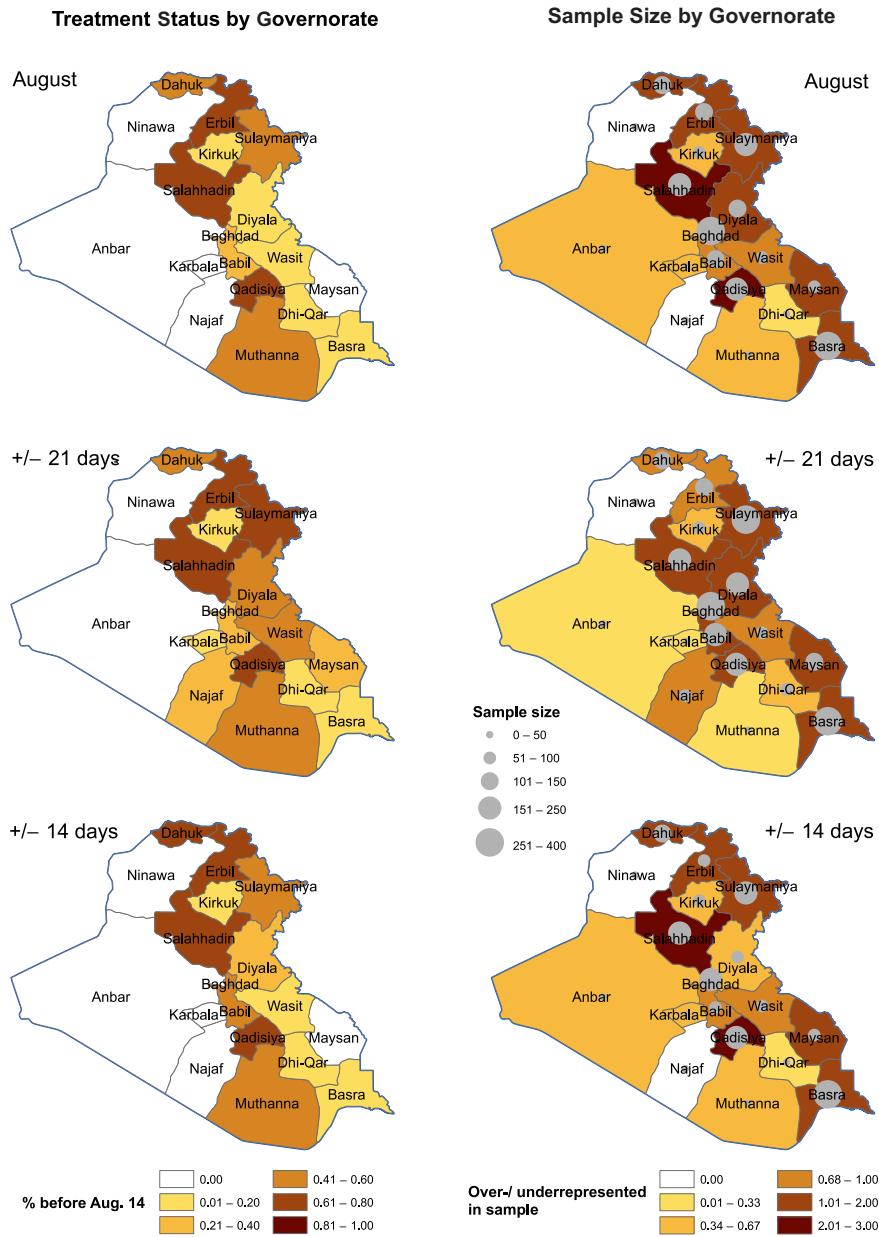 Treatment Status by Governorate
Sample Size by Governorate
August
Dahuk
Ninawa
Erbil
Sulaymaniya
Kirkuk
Salahhadin
Diyala
Anbar
Baghdad
Karbala
Babil
Wasit
Qadisiya
Maysan
Najaf
Dhi-Qar
Muthanna
Basra
August
Dahuk
Ninawa
Erbil
Sulaymaniya
Kirkuk
Salahhadin
Diyala
Anbar
Baghdad
Karbala
Babil
Wasit
Qadisiya
Maysan
Najaf
Dhi-Qar
Muthanna
Basra
+/– 21 days
Dahuk
Ninawa
Erbil
Sulaymaniya
Kirkuk
Salahhadin
Diyala
Anbar
Baghdad
Karbala
Babil
Wasit
Qadisiya
Maysan
Najaf
Dhi-Qar
Muthanna
Basra
+/– 21 days
Dahuk
Ninawa
Erbil
Sulaymaniya
Kirkuk
Salahhadin
Diyala
Anbar
Baghdad
Karbala
Babil
Wasit
Qadisiya
Maysan
Najaf
Dhi-Qar
Muthanna
Basra
Sample size
0 – 50
51 – 100
101 – 150
151 – 250
251 – 400
+/– 14 days
Dahuk
Ninawa
Erbil
Sulaymaniya
Kirkuk
Salahhadin
Diyala
Anbar
Baghdad
Karbala
Babil
Wasit
Qadisiya
Maysan
Najaf
Dhi-Qar
Muthanna
Basra
+/– 14 days
Dahuk
Ninawa
Erbil
Sulaymaniya
Kirkuk
Salahhadin
Diyala
Anbar
Baghdad
Karbala
Babil
Wasit
Qadisiya
Maysan
Najaf
Dhi-Qar
Muthanna
Basra
% before Aug. 14
0.00
0.01 – 0.20
0.21 – 0.40
0.41 – 0.60
0.61 – 0.80
0.81 – 1.00
Over-/ underrepresented
in sample
0.00
0.01 – 0.33
0.34 – 0.67
0.68 – 1.00
1.01 – 2.00
2.01 – 3.00